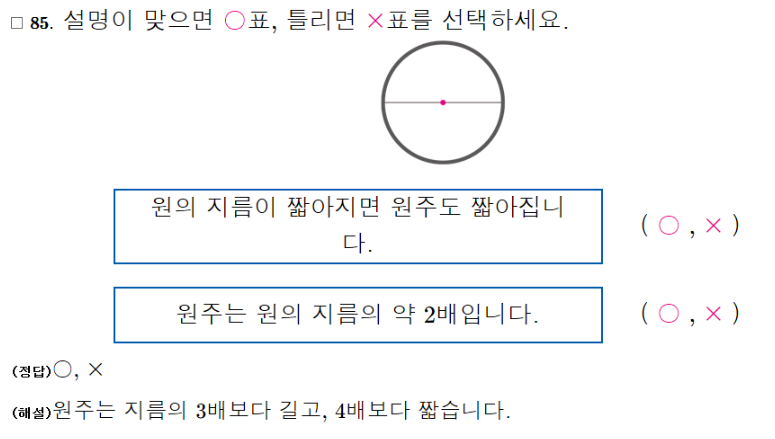 □ 85. 설명이 맞으면 ○표, 틀리면 ×표를 선택하세요.
원의 지름이 짧아지면 원주도 짧아집니
다.
( ○ , × )
원주는 원의 지름의 약 2배입니다.
( ○ , × )
(정답)○, ×
(해설)원주는 지름의 3배보다 길고, 4배보다 짧습니다.